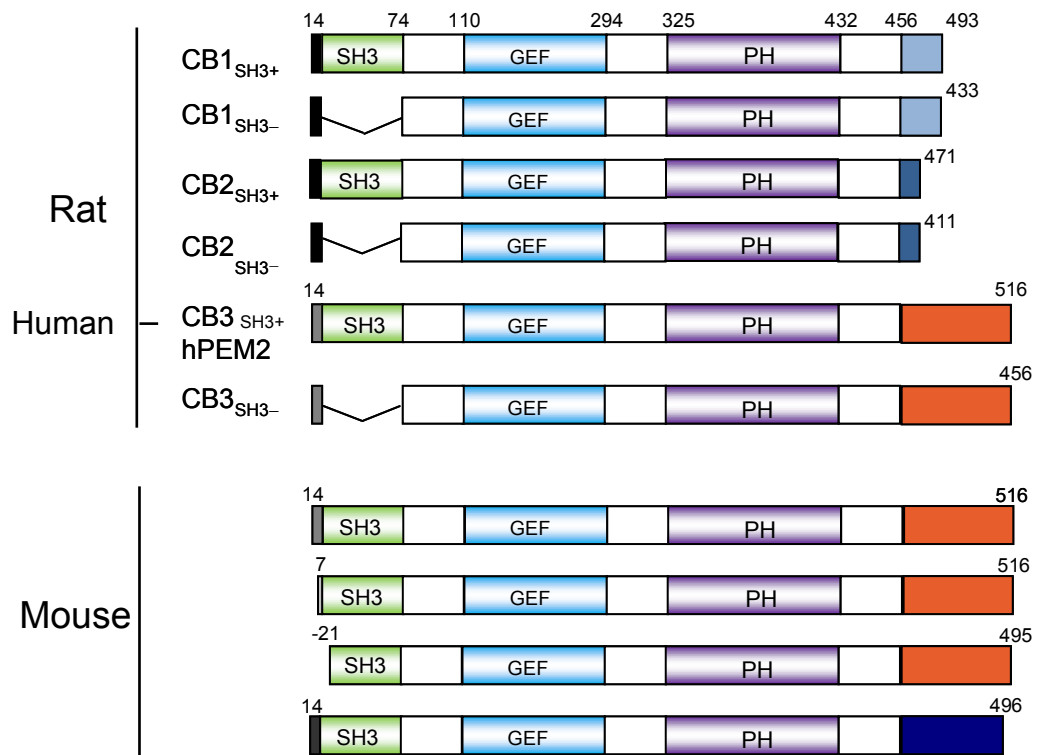 14 74 110 294 325 432 456 493
CB1SH3+ SH3 GEF PH
433
CB1SH3– GEF PH
471
CB2SH3+ SH3 GEF PH
Rat
411
CB2SH3– GEF PH
14 516
Human – CB3 SH3+ SH3 GEF PH
hPEM2
456
CB3SH3– GEF PH
14 516
SH3 GEF PH
7 516
SH3 GEF PH
Mouse
-21 495
SH3 GEF PH
14 496
SH3 GEF PH